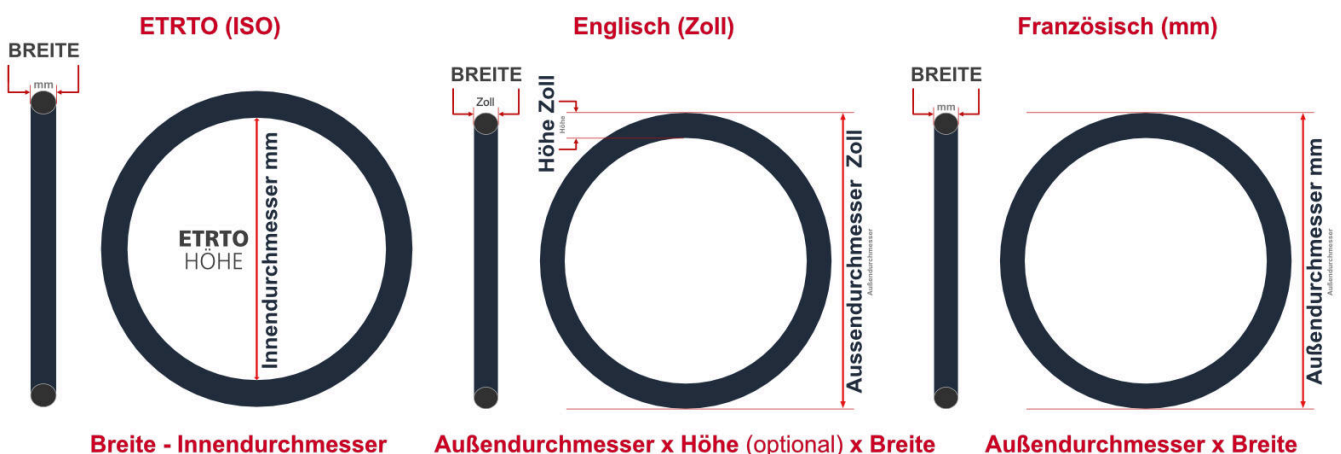 ETRTO (ISO)
BREITE
mm
Innendurchmesser mm
ETRTO
HÖHE
Breite - Innendurchmesser
Englisch (Zoll)
BREITE
Zoll
Höhe Zoll
Höhe
Aussendurchmesser Zoll
Außendurchmesser
Außendurchmesser x Höhe (optional) x Breite
Französisch (mm)
BREITE
mm
Außendurchmesser mm
Außendurchmesser
Außendurchmesser x Breite